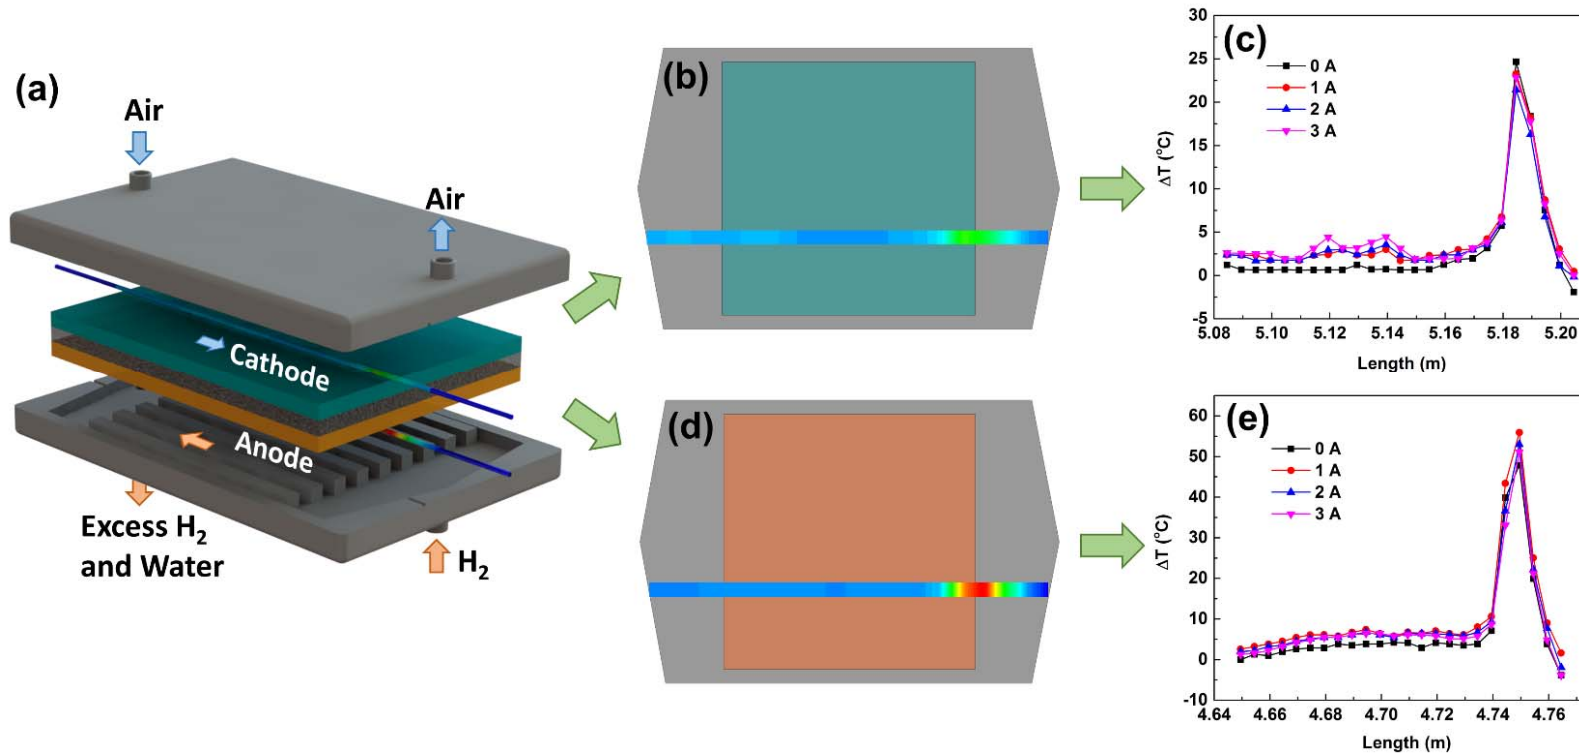 (a)
Air
Air
Cathode
Anode
Excess H₂
and Water
H₂
(b)
(c)
30
25
20
15
10
5
0
-5
ΔT (°C)
0 A
1 A
2 A
3 A
5.08 5.10 5.12 5.14 5.16 5.18 5.20
Length (m)
(d)
(e)
60
50
40
30
20
10
0
-10
ΔT (°C)
0 A
1 A
2 A
3 A
4.64 4.66 4.68 4.70 4.72 4.74 4.76
Length (m)